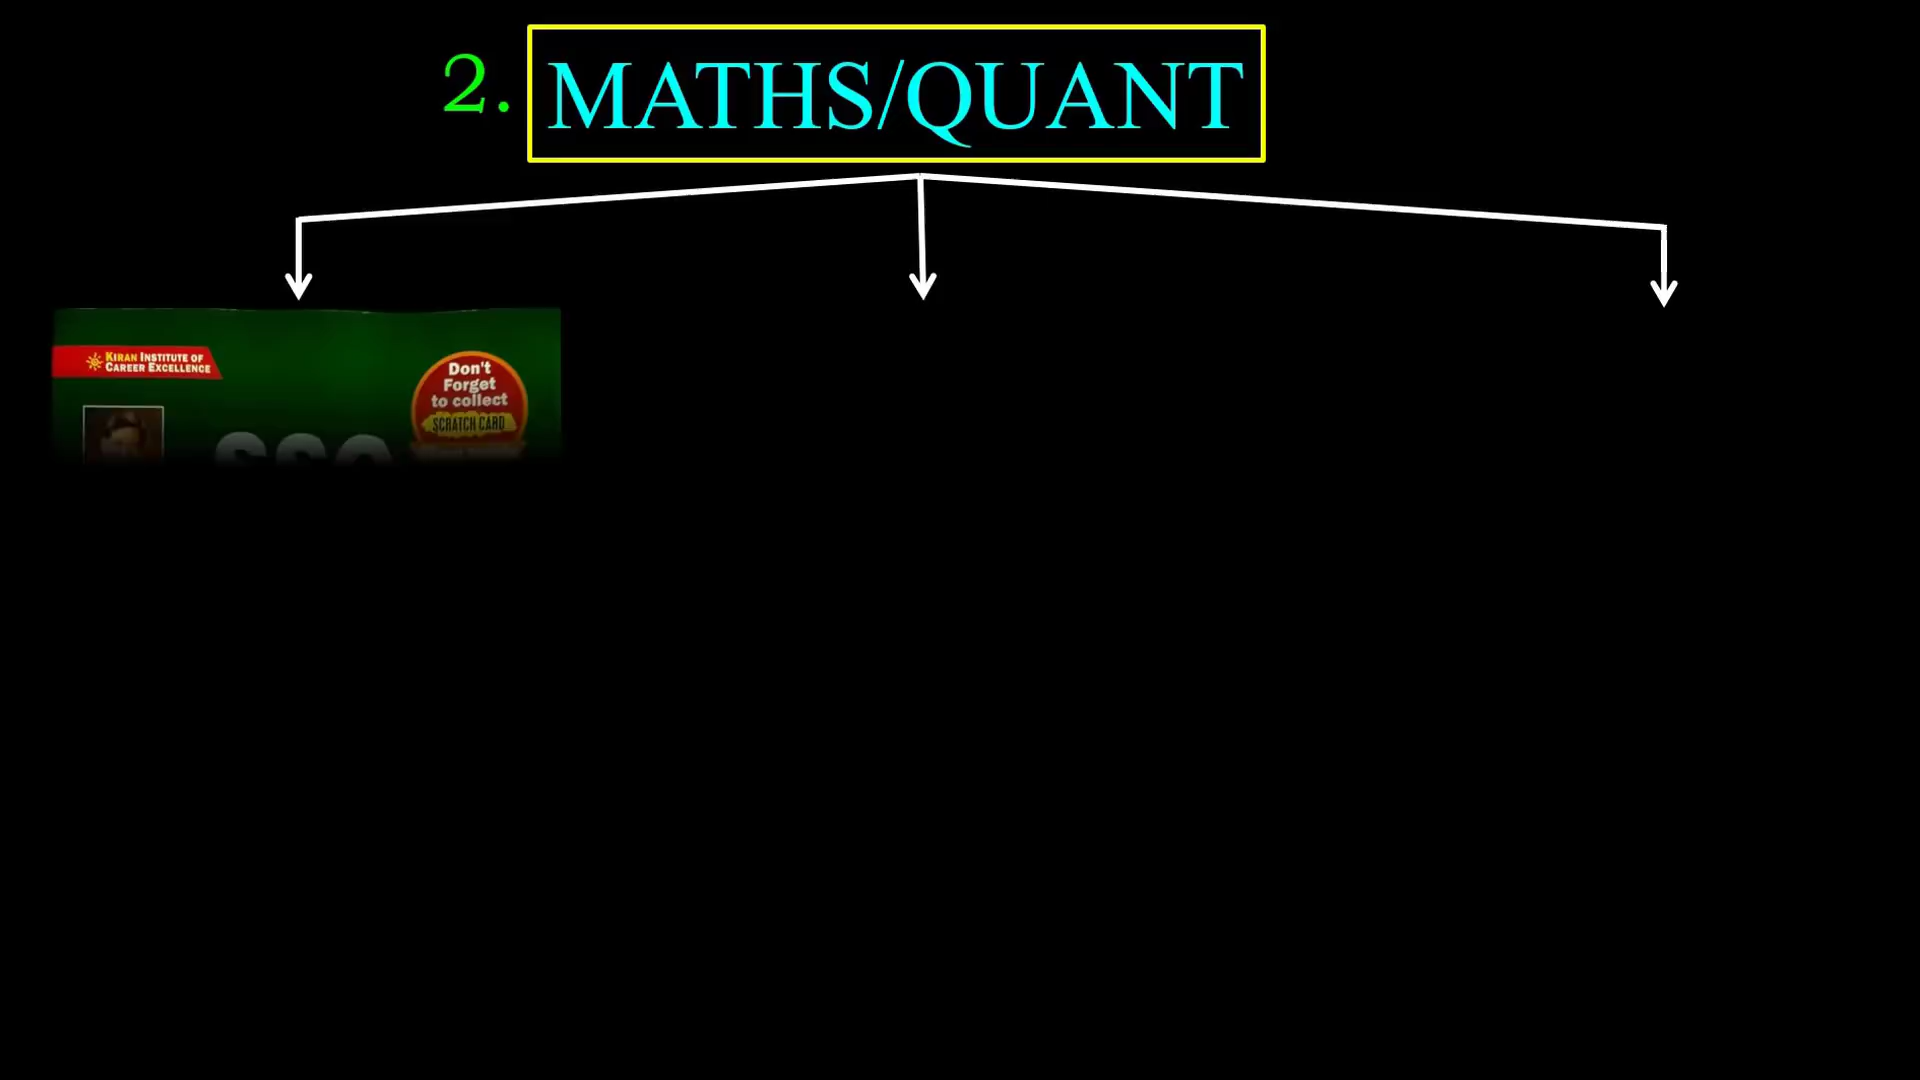 2. MATHS/QUANT
KIRAN INSTITUTE OF
CAREER EXCELLENCE
Don't
Forget
to collect
SCRATCH CARD